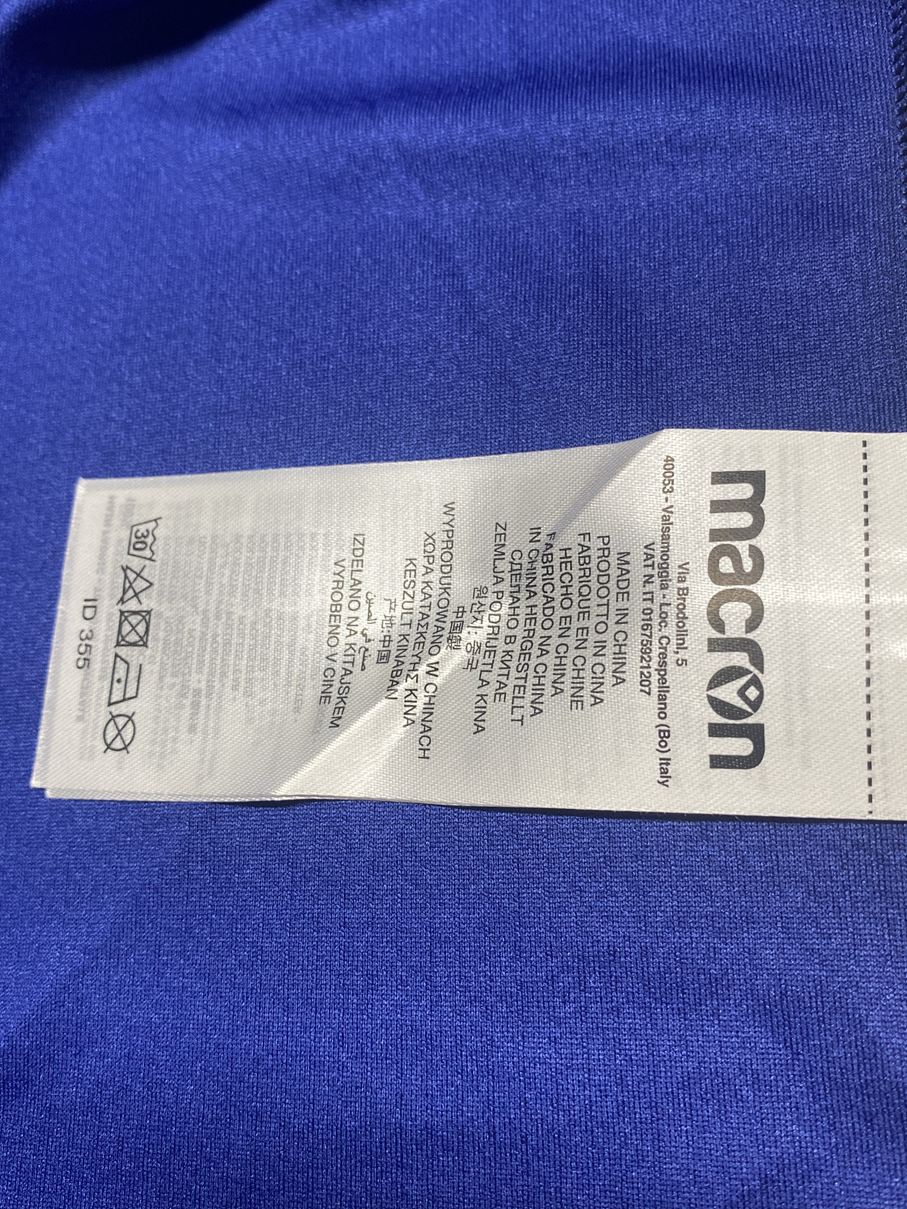 macron
Via Brodolini, 5
40053 - Valsamoggia - Loc. Crespellano (Bo) Italy
VAT N. IT 01675921207
MADE IN CHINA
PRODOTTO IN CINA
FABRIQUE EN CHINE
HECHO EN CHINA
FABRICADO NA CHINA
IN CHINA HERGESTELLT
СДЕЛАНО В КИТАЕ
ZEMLJA PODRIJETLA KINA
원산지: 중국
中国製
WYPRODUKOWANO W CHINACH
ΧΩΡΑ ΚΑΤΑΣΚΕΥΗΣ ΚΙΝΑ
KESZULT KINABAN
产地:中国
صنع في الصين
IZDELANO NA KITAJSKEM
VYROBENO V CINE
30
ID 355